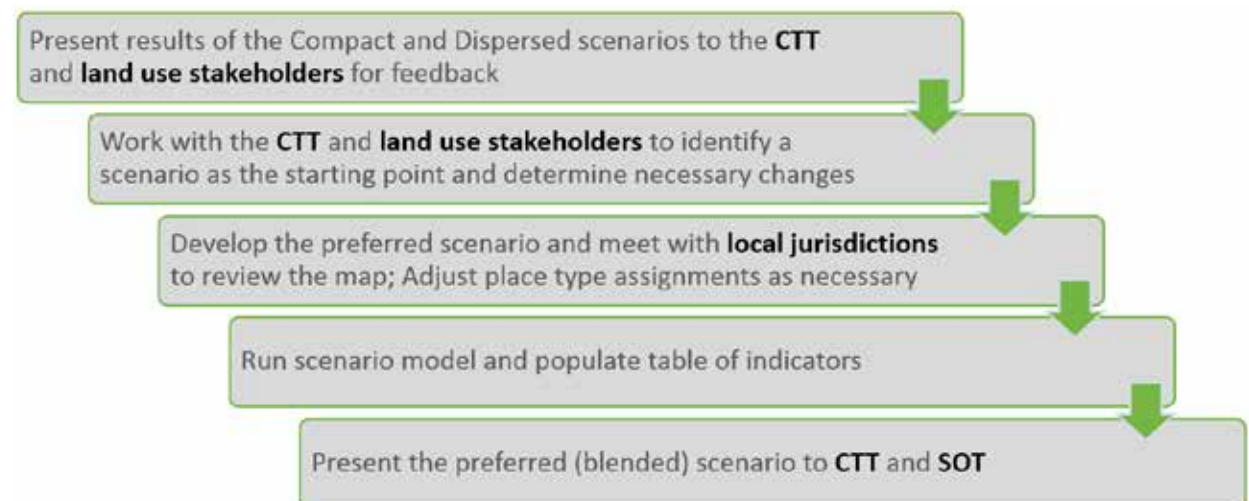 Present results of the Compact and Dispersed scenarios to the CTT
and land use stakeholders for feedback
Work with the CTT and land use stakeholders to identify a
scenario as the starting point and determine necessary changes
Develop the preferred scenario and meet with local jurisdictions
to review the map; Adjust place type assignments as necessary
Run scenario model and populate table of indicators
Present the preferred (blended) scenario to CTT and SOT